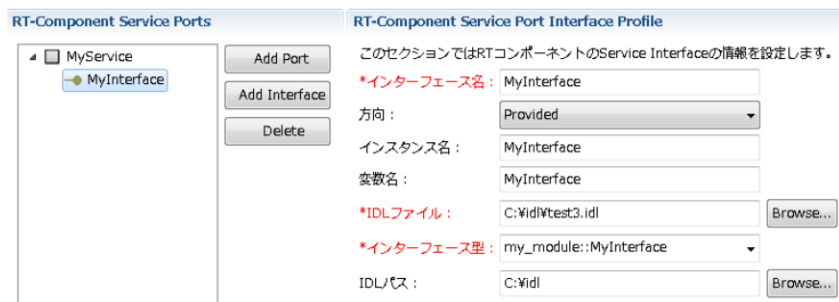 RT-Component Service Ports
MyService
MyInterface
Add Port
Add Interface
Delete
RT-Component Service Port Interface Profile
このセクションではRTコンポーネントのService Interfaceの情報を設定します。
*インターフェース名： MyInterface
方向： Provided
インスタンス名： MyInterface
変数名： MyInterface
*IDLファイル： C:¥idl¥test3.idl Browse...
*インターフェース型： my_module::MyInterface
IDLパス： C:¥idl Browse...